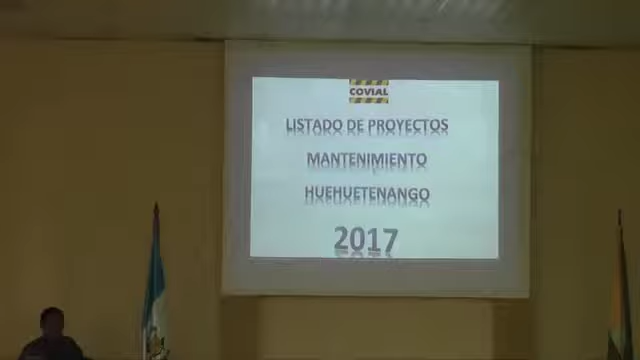 COVIAL
LISTADO DE PROYECTOS
MANTENIMIENTO
HUEHUETENANGO
2017